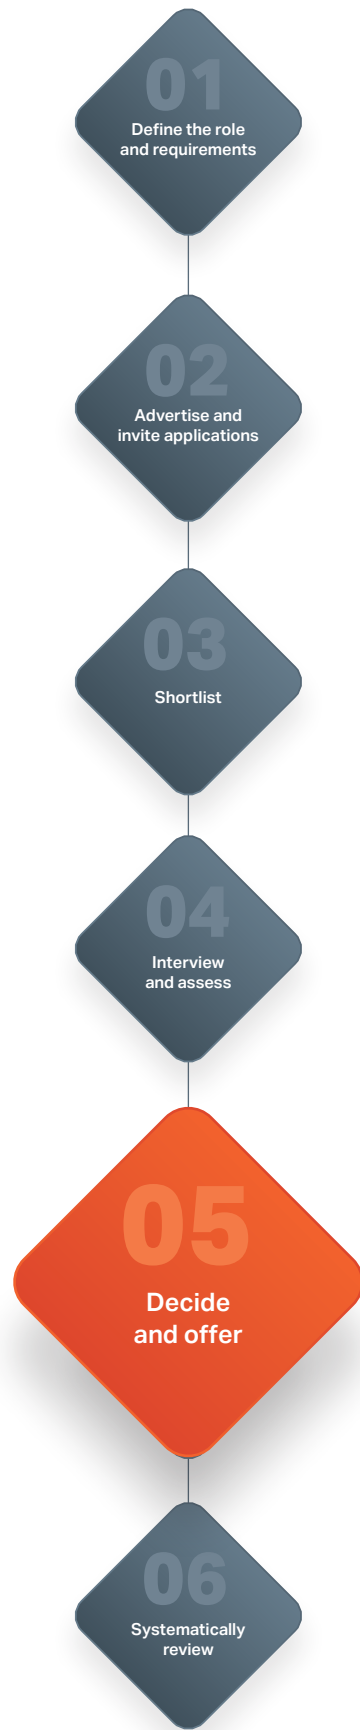 01
Define the role
and requirements
02
Advertise and
invite applications
03
Shortlist
04
Interview
and assess
05
Decide
and offer
06
Systematically
review